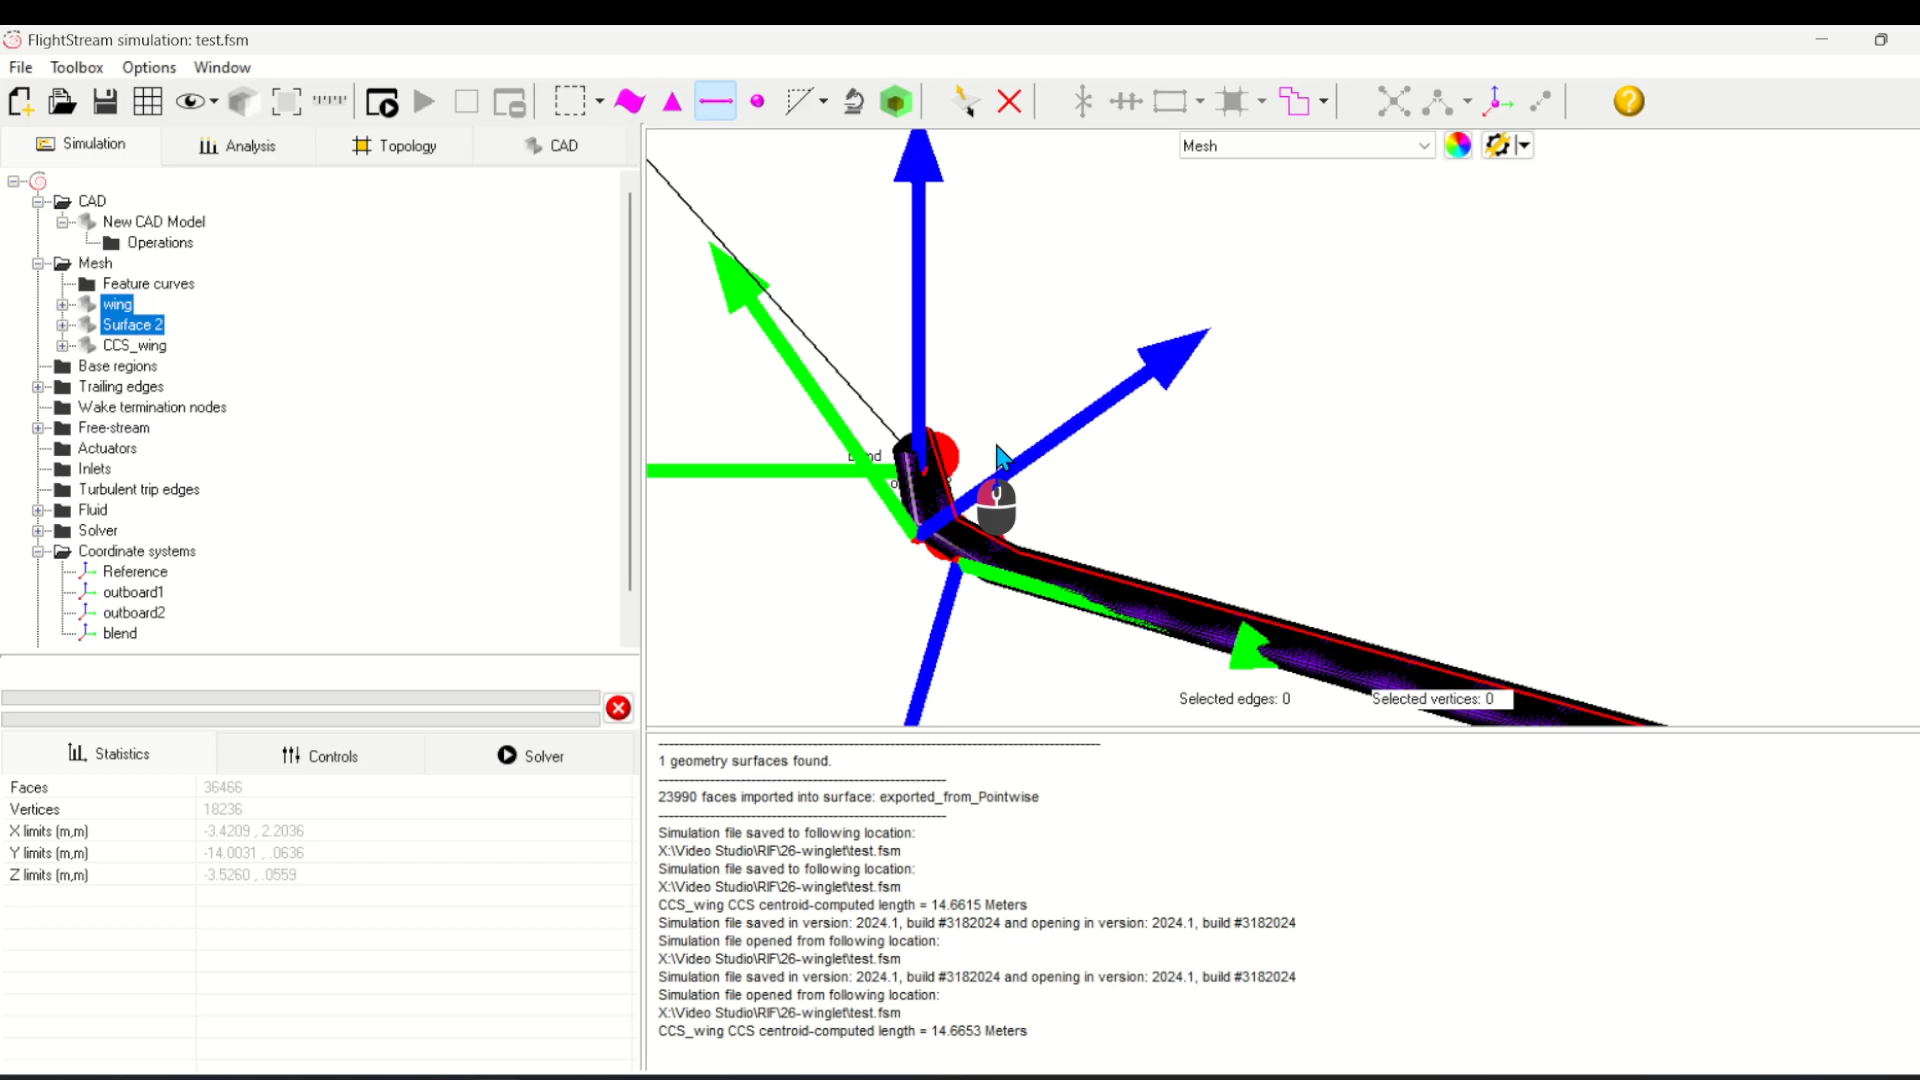 FlightStream simulation: test.fsm
File Toolbox Options Window
Simulation Analysis Topology CAD
Mesh
CAD
New CAD Model
Operations
Mesh
Feature curves
wing
Surface 2
CCS_wing
Base regions
Trailing edges
Wake termination nodes
Free-stream
Actuators
Inlets
Turbulent trip edges
Fluid
Solver
Coordinate systems
Reference
outboard1
outboard2
blend
Selected edges: 0 Selected vertices: 0
Statistics Controls Solver
Faces 36466
Vertices 18236
X limits (m,m) -3.4209 , 2.2036
Y limits (m,m) -14.0031 , .0636
Z limits (m,m) -3.5260 , .0559
1 geometry surfaces found.
23990 faces imported into surface: exported_from_Pointwise
Simulation file saved to following location:
X:\Video Studio\RIF\26-winglet\test.fsm
Simulation file saved to following location:
X:\Video Studio\RIF\26-winglet\test.fsm
CCS_wing CCS centroid-computed length = 14.6615 Meters
Simulation file saved in version: 2024.1, build #3182024 and opening in version: 2024.1, build #3182024
Simulation file opened from following location:
X:\Video Studio\RIF\26-winglet\test.fsm
Simulation file saved in version: 2024.1, build #3182024 and opening in version: 2024.1, build #3182024
Simulation file opened from following location:
X:\Video Studio\RIF\26-winglet\test.fsm
CCS_wing CCS centroid-computed length = 14.6653 Meters